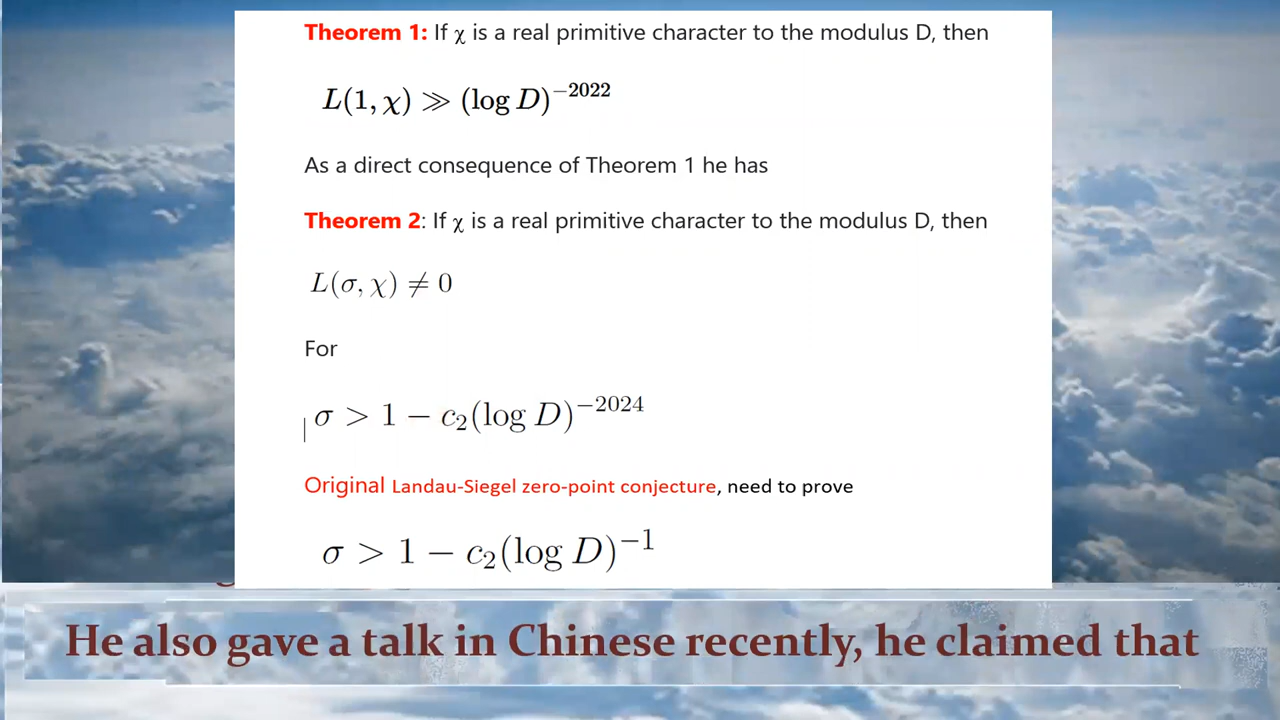 Theorem 1: If χ is a real primitive character to the modulus D, then
L(1, χ) ≫ (log D)⁻²⁰²²
As a direct consequence of Theorem 1 he has
Theorem 2: If χ is a real primitive character to the modulus D, then
L(σ, χ) ≠ 0
For
σ > 1 − c₂(log D)⁻²⁰²⁴
Original Landau-Siegel zero-point conjecture, need to prove
σ > 1 − c₂(log D)⁻¹
He also gave a talk in Chinese recently, he claimed that